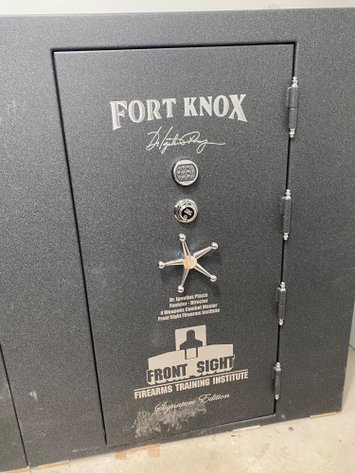 FORT KNOX
Dr. Ignatius Piazza
Founder - Director
4 Weapons Combat Master
Front Sight Firearms Institute
FRONT SIGHT
FIREARMS TRAINING INSTITUTE
Signature Edition